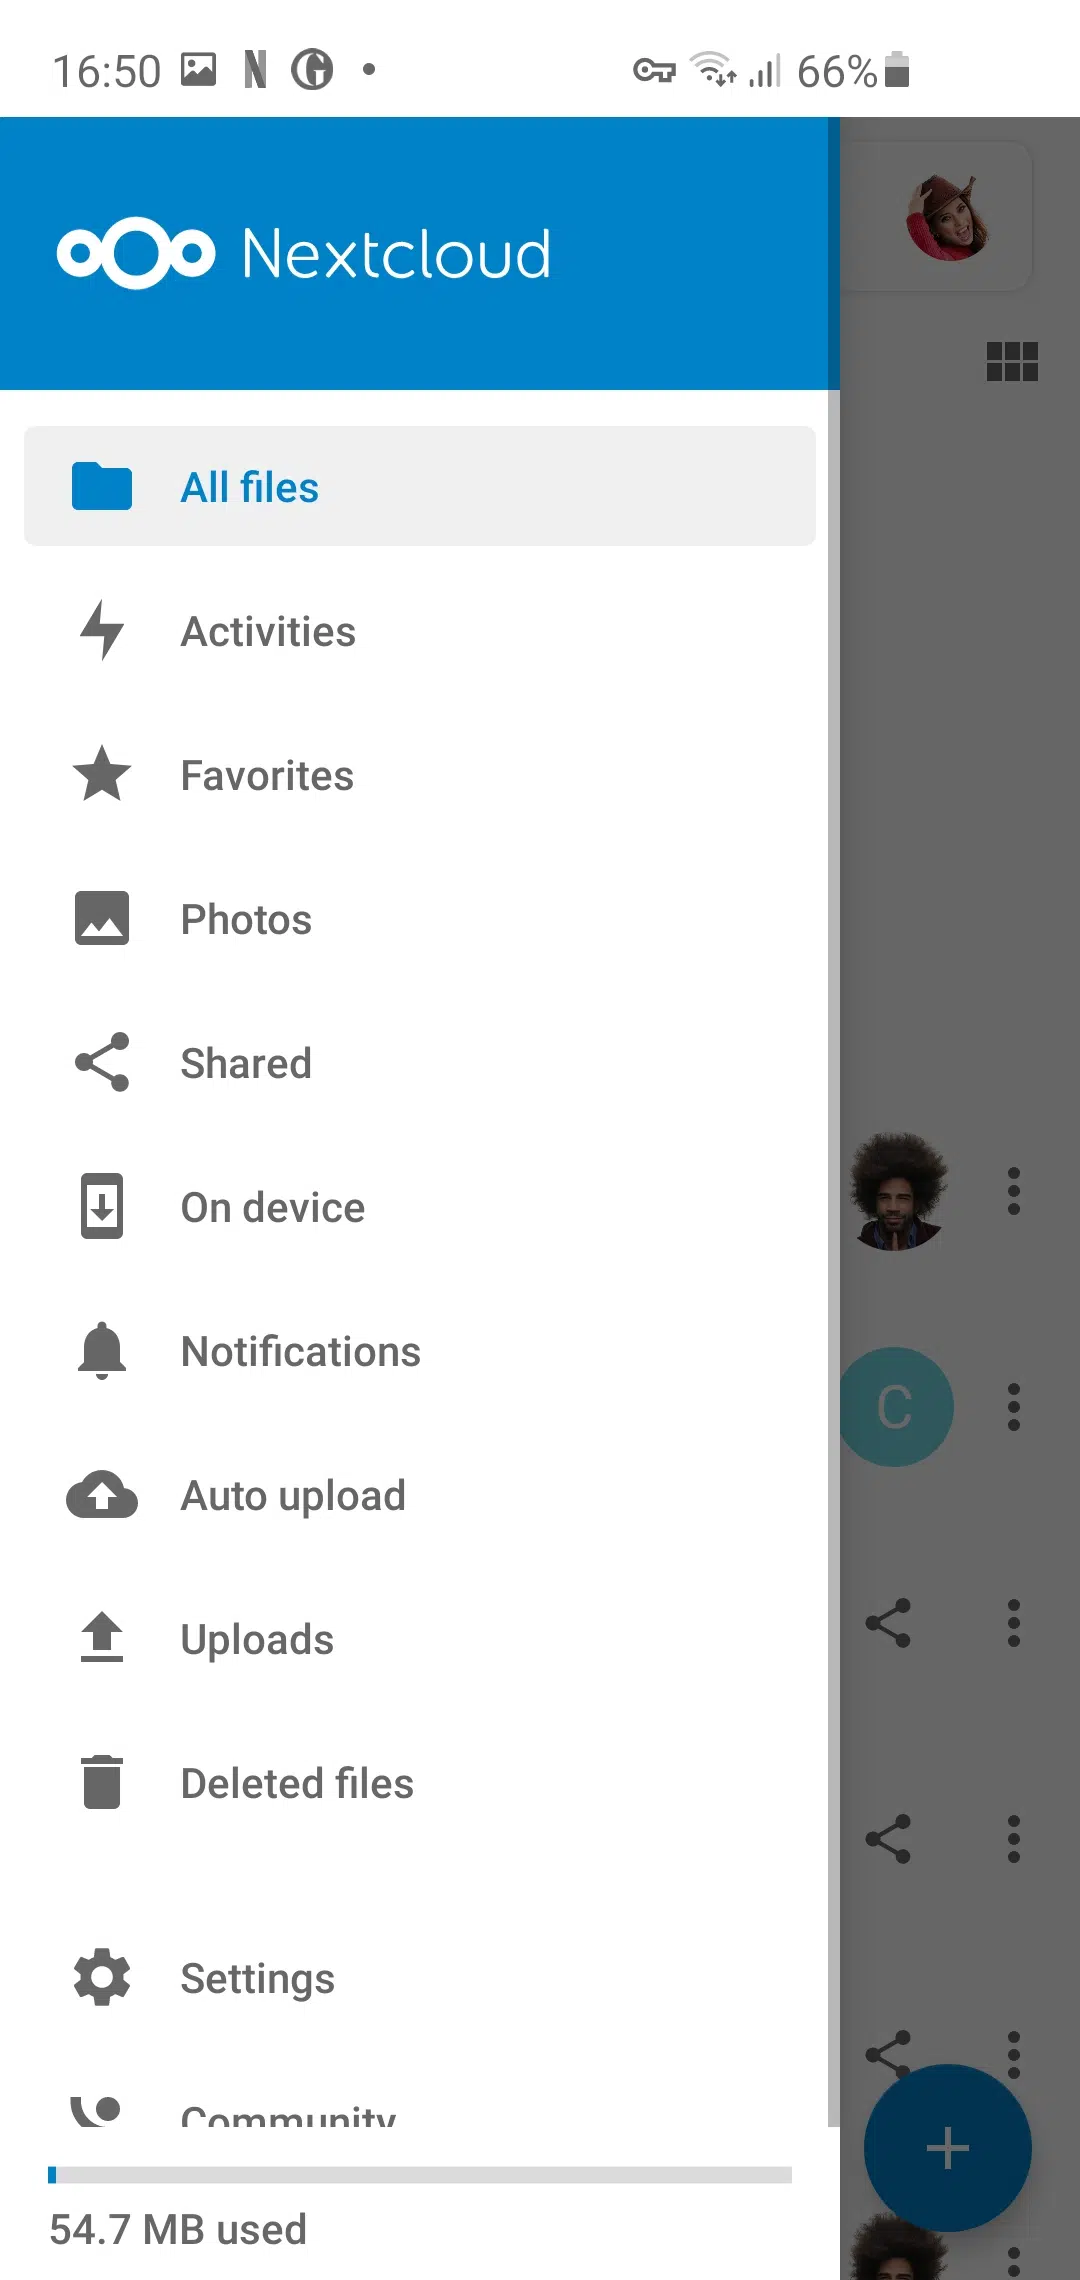 16:50
66%
Nextcloud
All files
Activities
Favorites
Photos
Shared
On device
Notifications
Auto upload
C
Uploads
Deleted files
Settings
Community
54.7 MB used